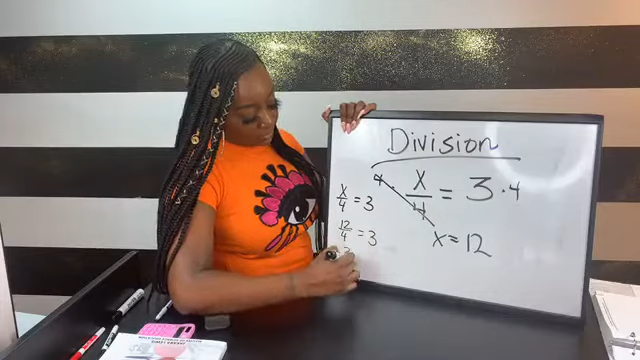 Division
4 · x/4 = 3 · 4
x = 12
x/4 = 3
12/4 = 3